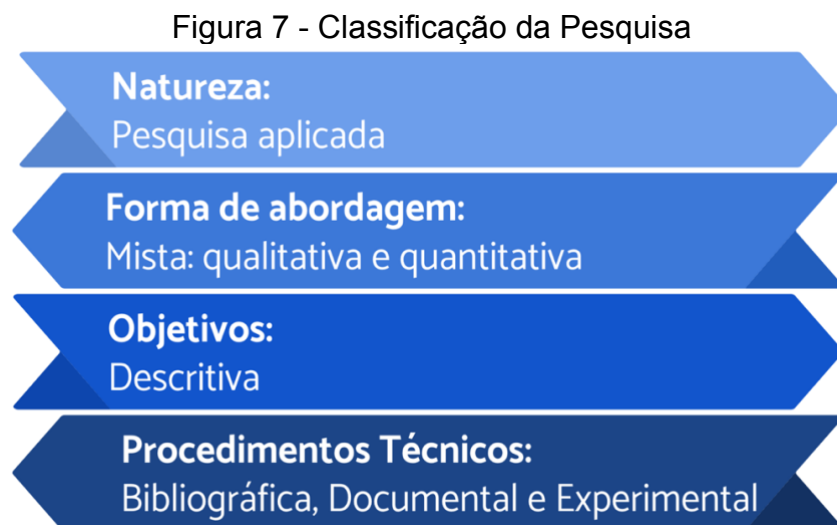 Figura 7 - Classificação da Pesquisa
Natureza:
Pesquisa aplicada
Forma de abordagem:
Mista: qualitativa e quantitativa
Objetivos:
Descritiva
Procedimentos Técnicos:
Bibliográfica, Documental e Experimental